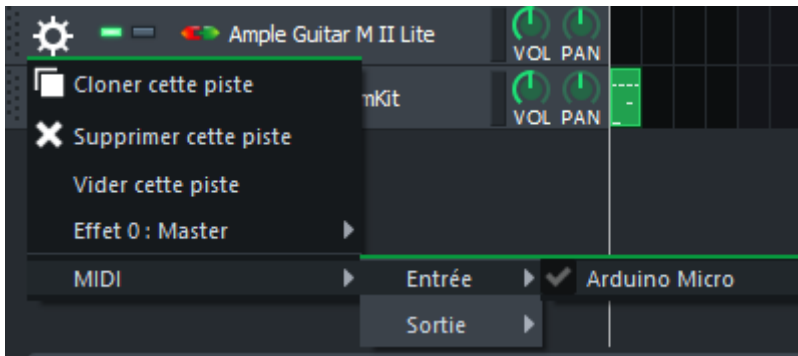 Ample Guitar M II Lite
VOL PAN
Cloner cette piste
mKit
VOL PAN
Supprimer cette piste
Vider cette piste
Effet 0 : Master
MIDI
Entrée
Arduino Micro
Sortie